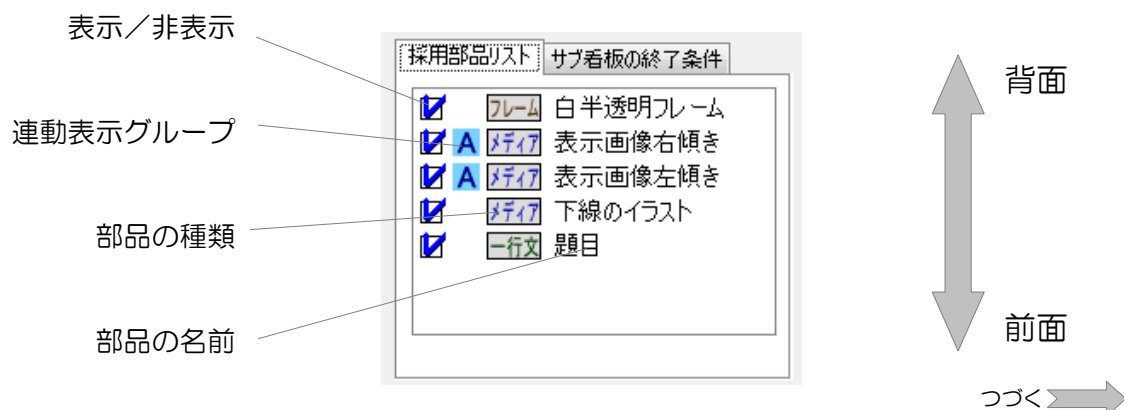 表示/非表示
連動表示グループ
部品の種類
部品の名前
採用部品リスト サブ看板の終了条件
フレーム 白半透明フレーム
A メディア 表示画像右傾き
A メディア 表示画像左傾き
メディア 下線のイラスト
一行文 題目
背面
前面
つづく